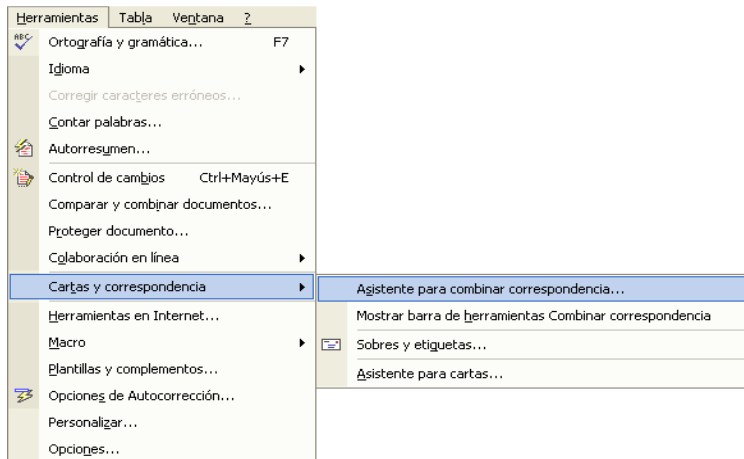 Herramientas Tabla Ventana ?
ABC
Ortografía y gramática... F7
Idioma
Corregir caracteres erróneos...
Contar palabras...
Autorresumen...
Control de cambios Ctrl+Mayús+E
Comparar y combinar documentos...
Proteger documento...
Colaboración en línea
Cartas y correspondencia
Asistente para combinar correspondencia...
Herramientas en Internet...
Mostrar barra de herramientas Combinar correspondencia
Macro
Sobres y etiquetas...
Plantillas y complementos...
Asistente para cartas...
Opciones de Autocorrección...
Personalizar...
Opciones...